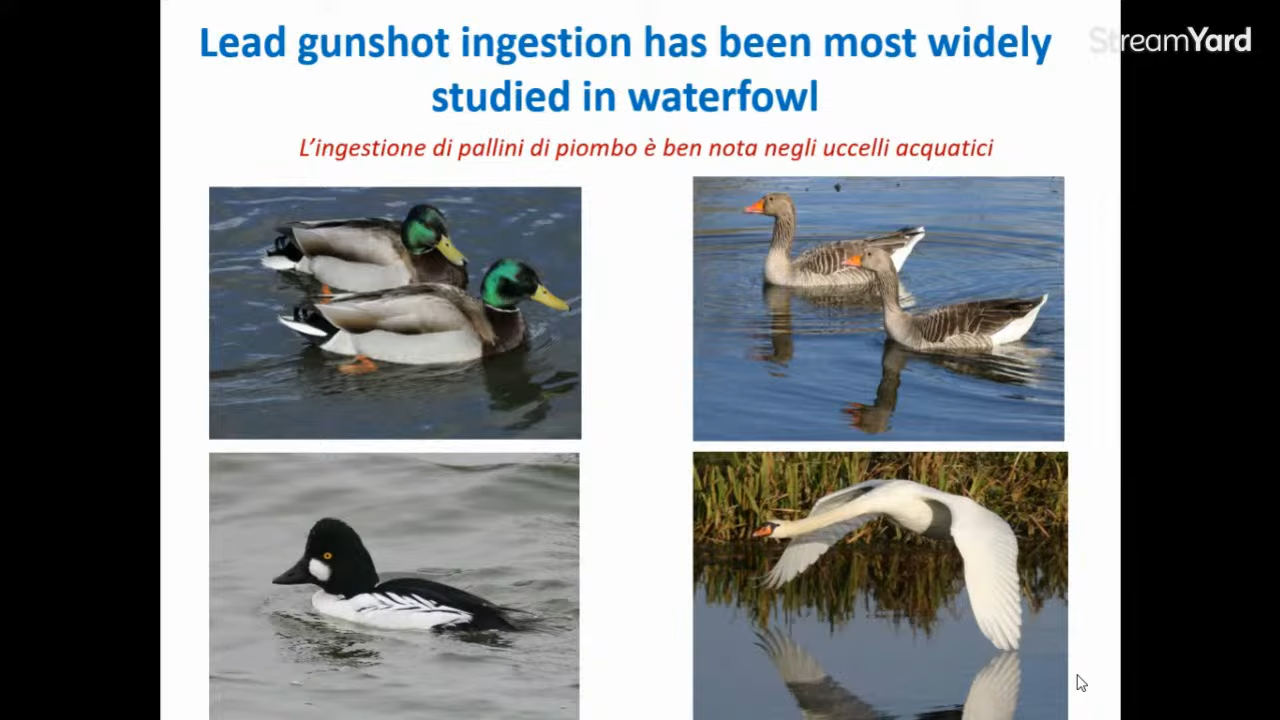 Lead gunshot ingestion has been most widely
studied in waterfowl
L'ingestione di pallini di piombo è ben nota negli uccelli acquatici
StreamYard